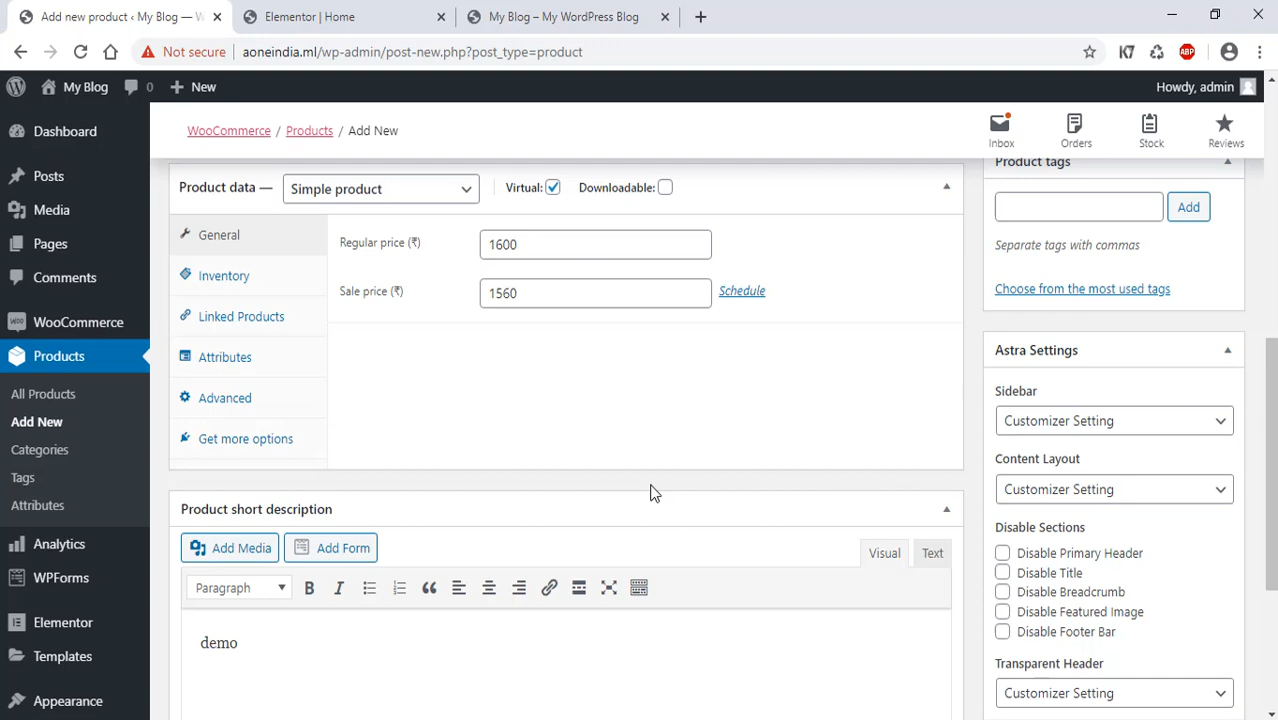 Add new product ‹ My Blog — W
Elementor | Home
My Blog – My WordPress Blog
Not secure
aoneindia.ml/wp-admin/post-new.php?post_type=product
K7
ABP
My Blog
0
New
Howdy, admin
WooCommerce / Products / Add New
Inbox
Orders
Stock
Reviews
Dashboard
Posts
Media
Pages
Comments
WooCommerce
Products
All Products
Add New
Categories
Tags
Attributes
Analytics
WPForms
Elementor
Templates
Appearance
Product data —
Simple product
Virtual:
Downloadable:
General
Inventory
Linked Products
Attributes
Advanced
Get more options
Regular price (₹)
1600
Sale price (₹)
1560
Schedule
Product short description
Add Media
Add Form
Visual
Text
Paragraph
demo
Product tags
Add
Separate tags with commas
Choose from the most used tags
Astra Settings
Sidebar
Customizer Setting
Content Layout
Customizer Setting
Disable Sections
Disable Primary Header
Disable Title
Disable Breadcrumb
Disable Featured Image
Disable Footer Bar
Transparent Header
Customizer Setting